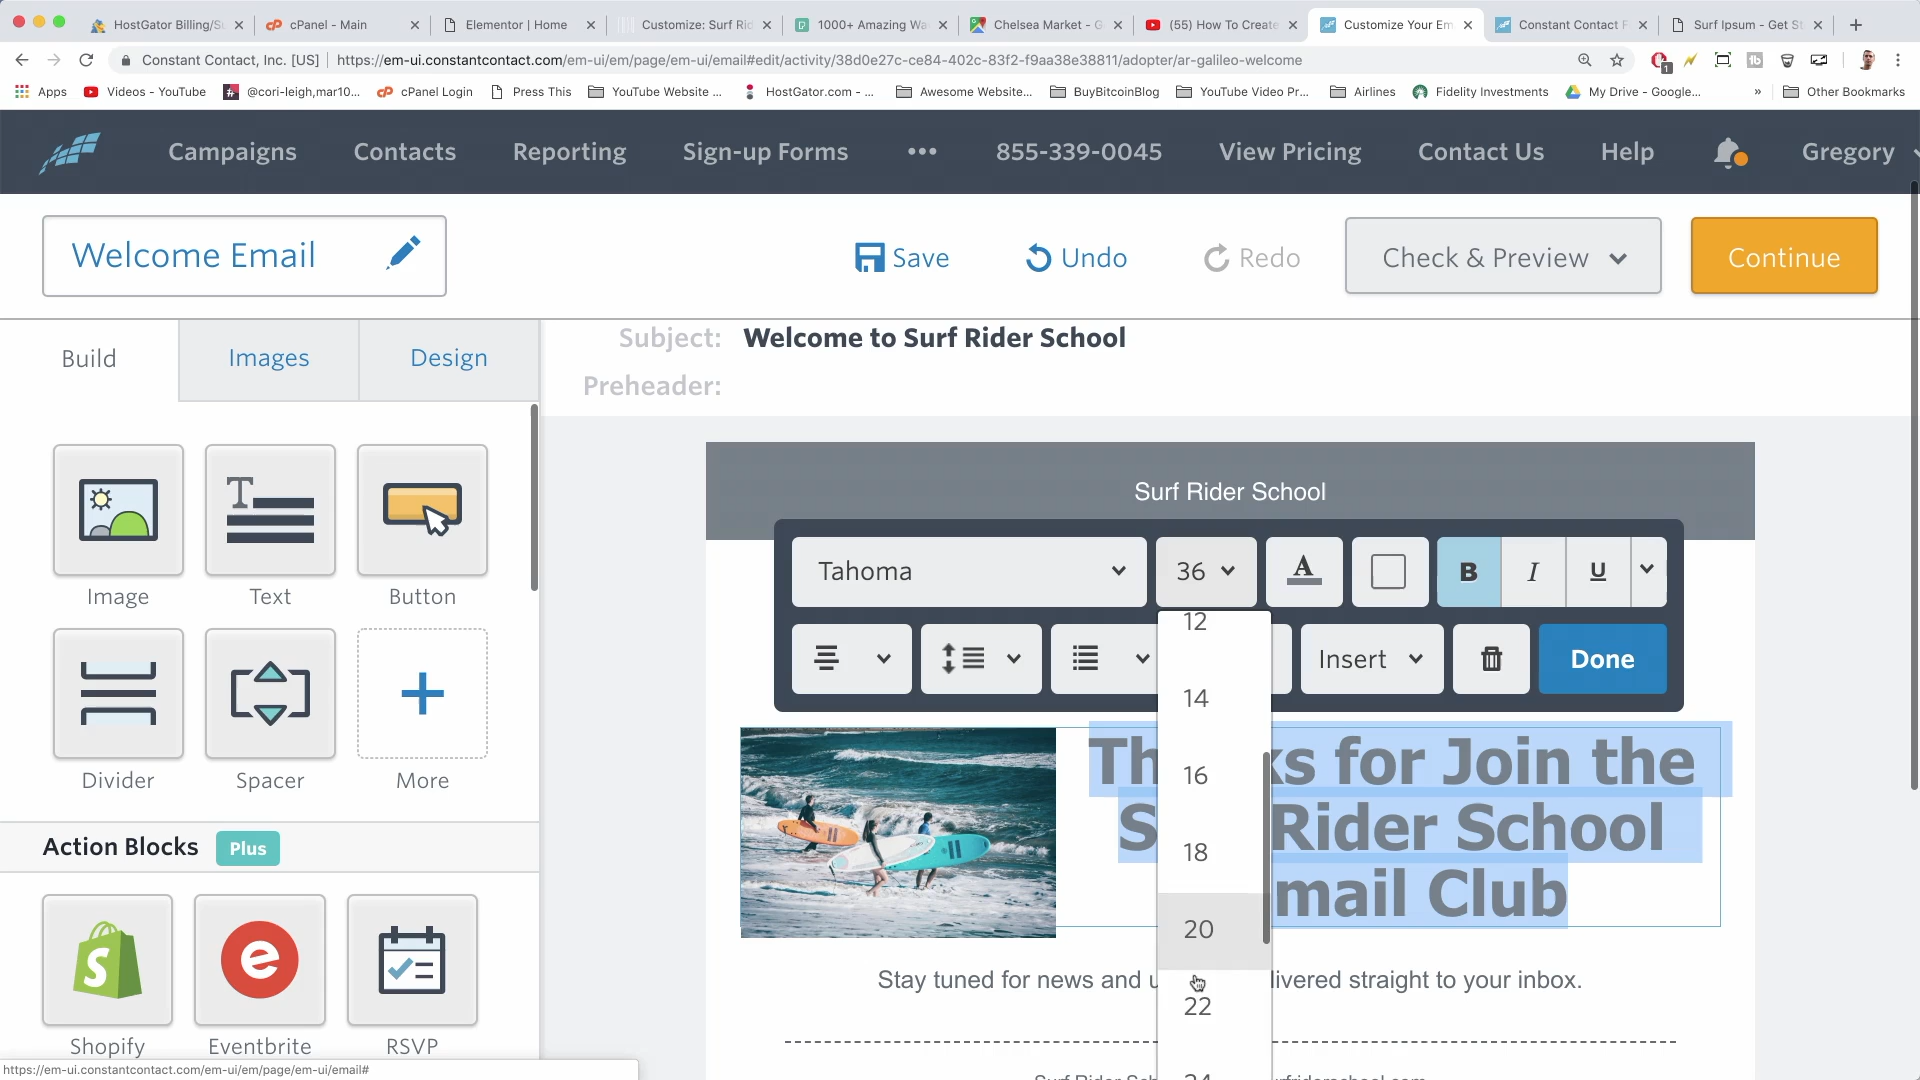 HostGator Billing/Su
cPanel - Main
Elementor | Home
Customize: Surf Rid
1000+ Amazing Wa
Chelsea Market - G
(55) How To Create
Customize Your Em
Constant Contact F
Surf Ipsum - Get St
Constant Contact, Inc. [US]
https://em-ui.constantcontact.com/em-ui/em/page/em-ui/email#edit/activity/38d0e27c-ce84-402c-83f2-f9aa38e38811/adopter/ar-galileo-welcome
Apps
Videos - YouTube
@cori-leigh,mar10...
cPanel Login
Press This
YouTube Website ...
HostGator.com - ...
Awesome Website...
BuyBitcoinBlog
YouTube Video Pr...
Airlines
Fidelity Investments
My Drive - Google...
»
Other Bookmarks
Campaigns
Contacts
Reporting
Sign-up Forms
•••
855-339-0045
View Pricing
Contact Us
Help
Gregory
Welcome Email
Save
Undo
Redo
Check & Preview
Continue
Build
Images
Design
Subject: Welcome to Surf Rider School
Preheader:
Image
Text
Button
Divider
Spacer
More
Action Blocks
Plus
Shopify
Eventbrite
RSVP
Surf Rider School
Tahoma
36
A
B
I
U
Insert
Done
12
14
16
18
20
22
24
Th ks for Join the
S Rider School
mail Club
Stay tuned for news and u livered straight to your inbox.
https://em-ui.constantcontact.com/em-ui/em/page/em-ui/email#